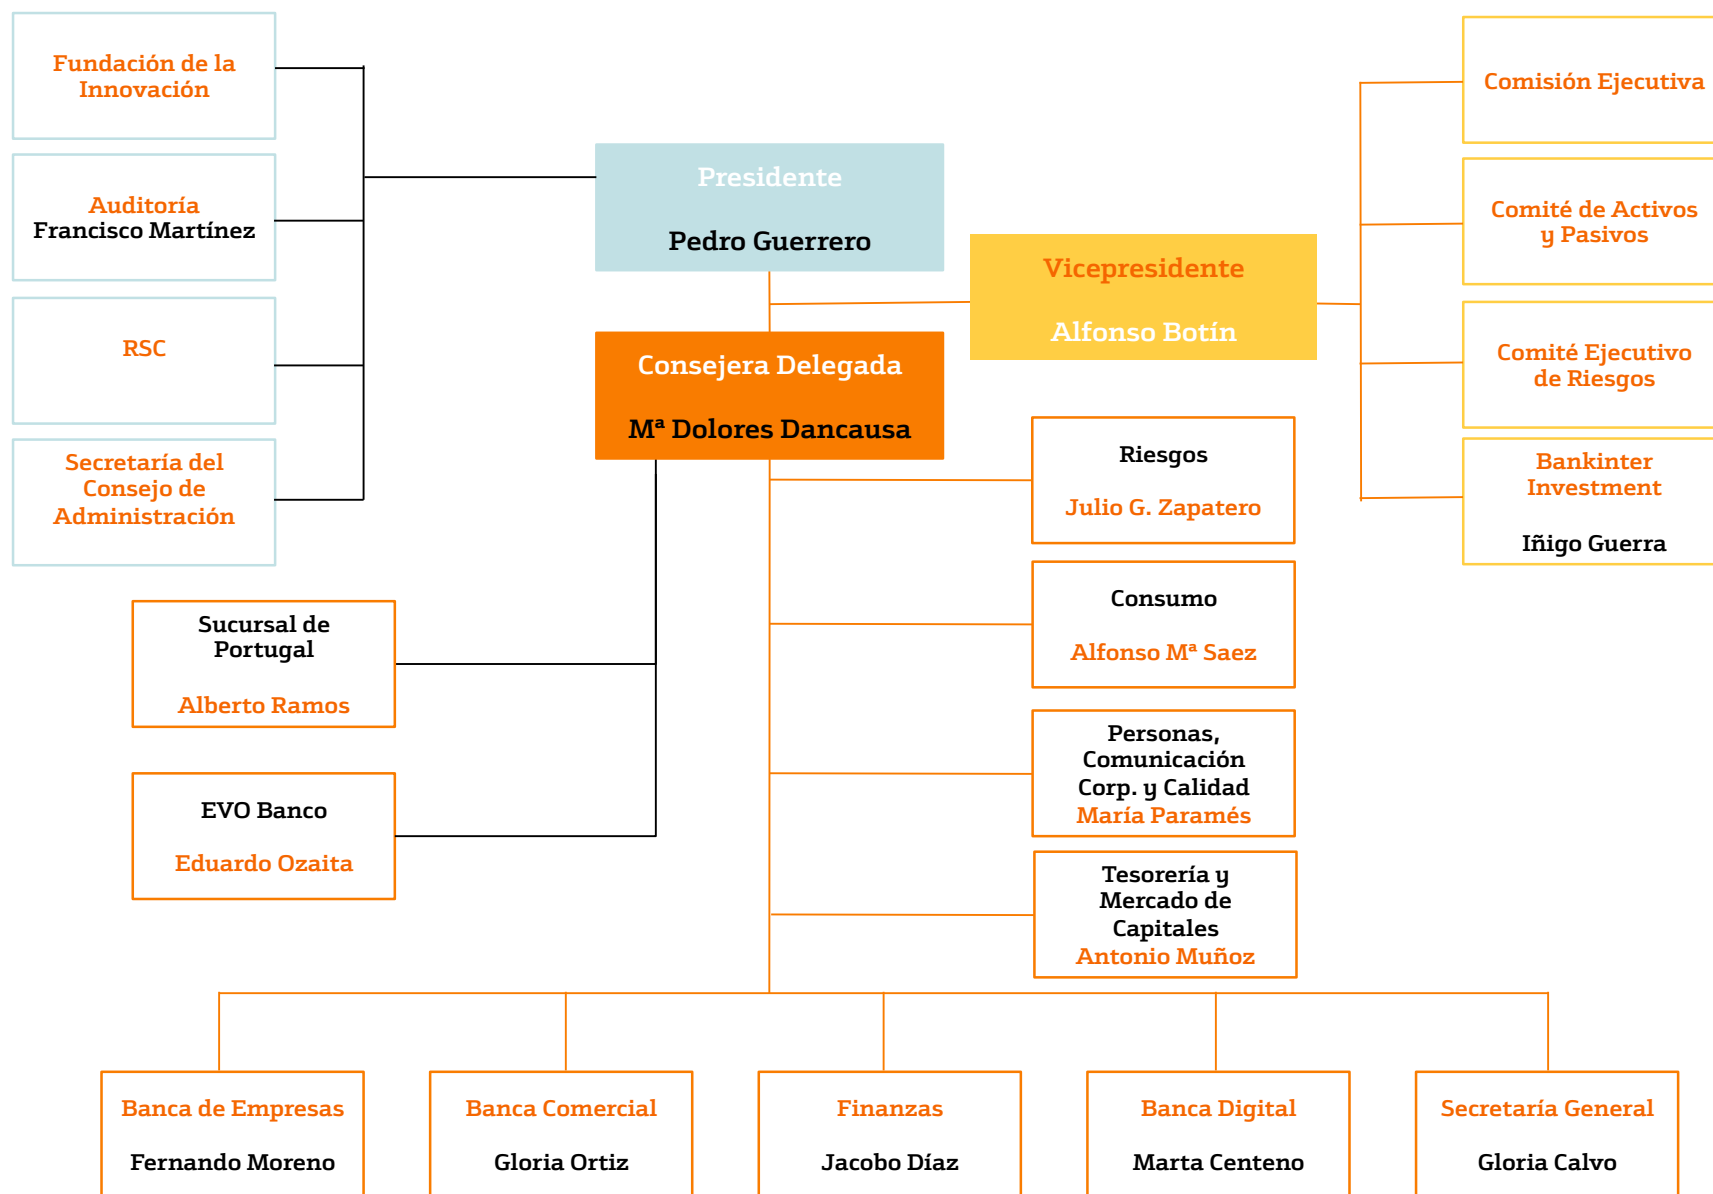 Fundación de la
Innovación
Auditoría
Francisco Martínez
RSC
Secretaría del
Consejo de
Administración
Presidente
Pedro Guerrero
Vicepresidente
Alfonso Botín
Consejera Delegada
Mª Dolores Dancausa
Comisión Ejecutiva
Comité de Activos
y Pasivos
Comité Ejecutivo
de Riesgos
Bankinter
Investment
Iñigo Guerra
Sucursal de
Portugal
Alberto Ramos
EVO Banco
Eduardo Ozaita
Riesgos
Julio G. Zapatero
Consumo
Alfonso Mª Saez
Personas,
Comunicación
Corp. y Calidad
María Paramés
Tesorería y
Mercado de
Capitales
Antonio Muñoz
Banca de Empresas
Fernando Moreno
Banca Comercial
Gloria Ortiz
Finanzas
Jacobo Díaz
Banca Digital
Marta Centeno
Secretaría General
Gloria Calvo